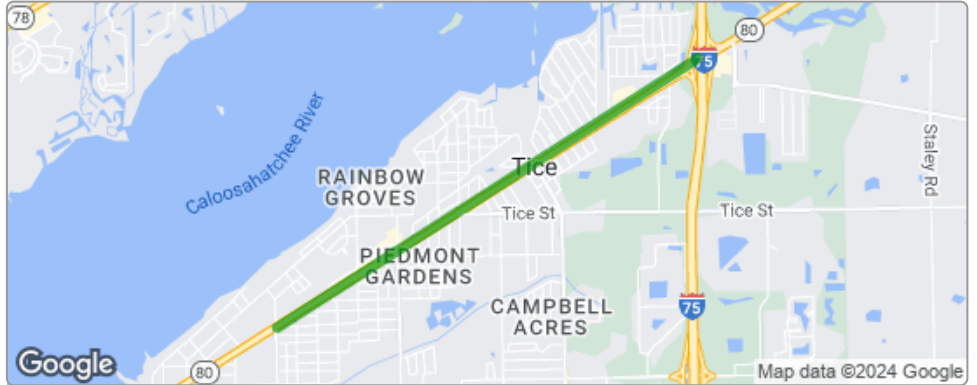 78
80
75
Caloosahatchee River
Staley Rd
Tice
RAINBOW
GROVES
Tice St
Tice St
PIEDMONT
GARDENS
CAMPBELL
ACRES
75
80
Google
Map data ©2024 Google